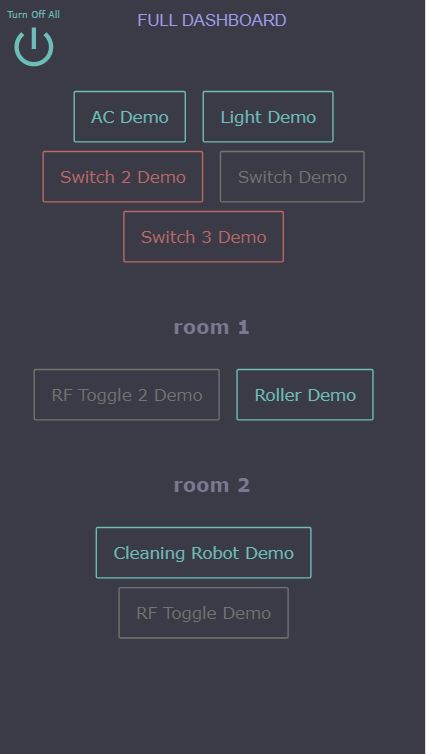 Turn Off All
FULL DASHBOARD
AC Demo
Light Demo
Switch 2 Demo
Switch Demo
Switch 3 Demo
room 1
RF Toggle 2 Demo
Roller Demo
room 2
Cleaning Robot Demo
RF Toggle Demo